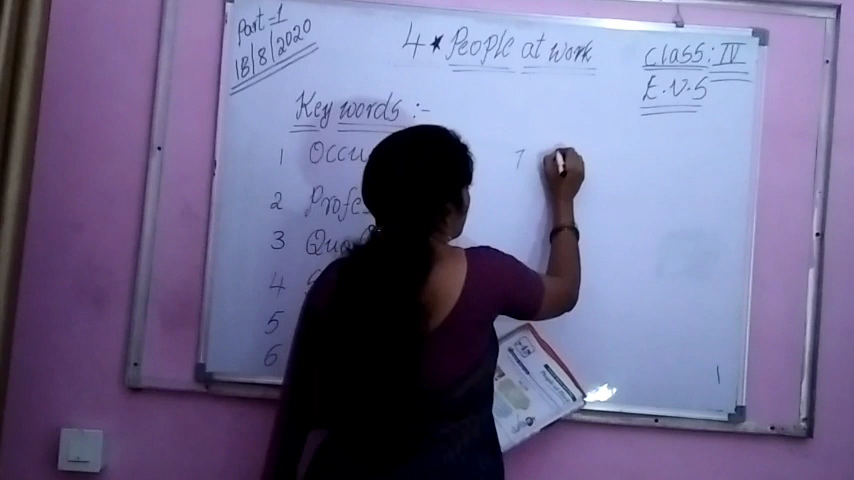 Part-1
18/8/2020
4 * People at work
Class: IV
E.V.S
Key words :-
1 Occu
2 Profe
3 Qua
4
5
6
7
1